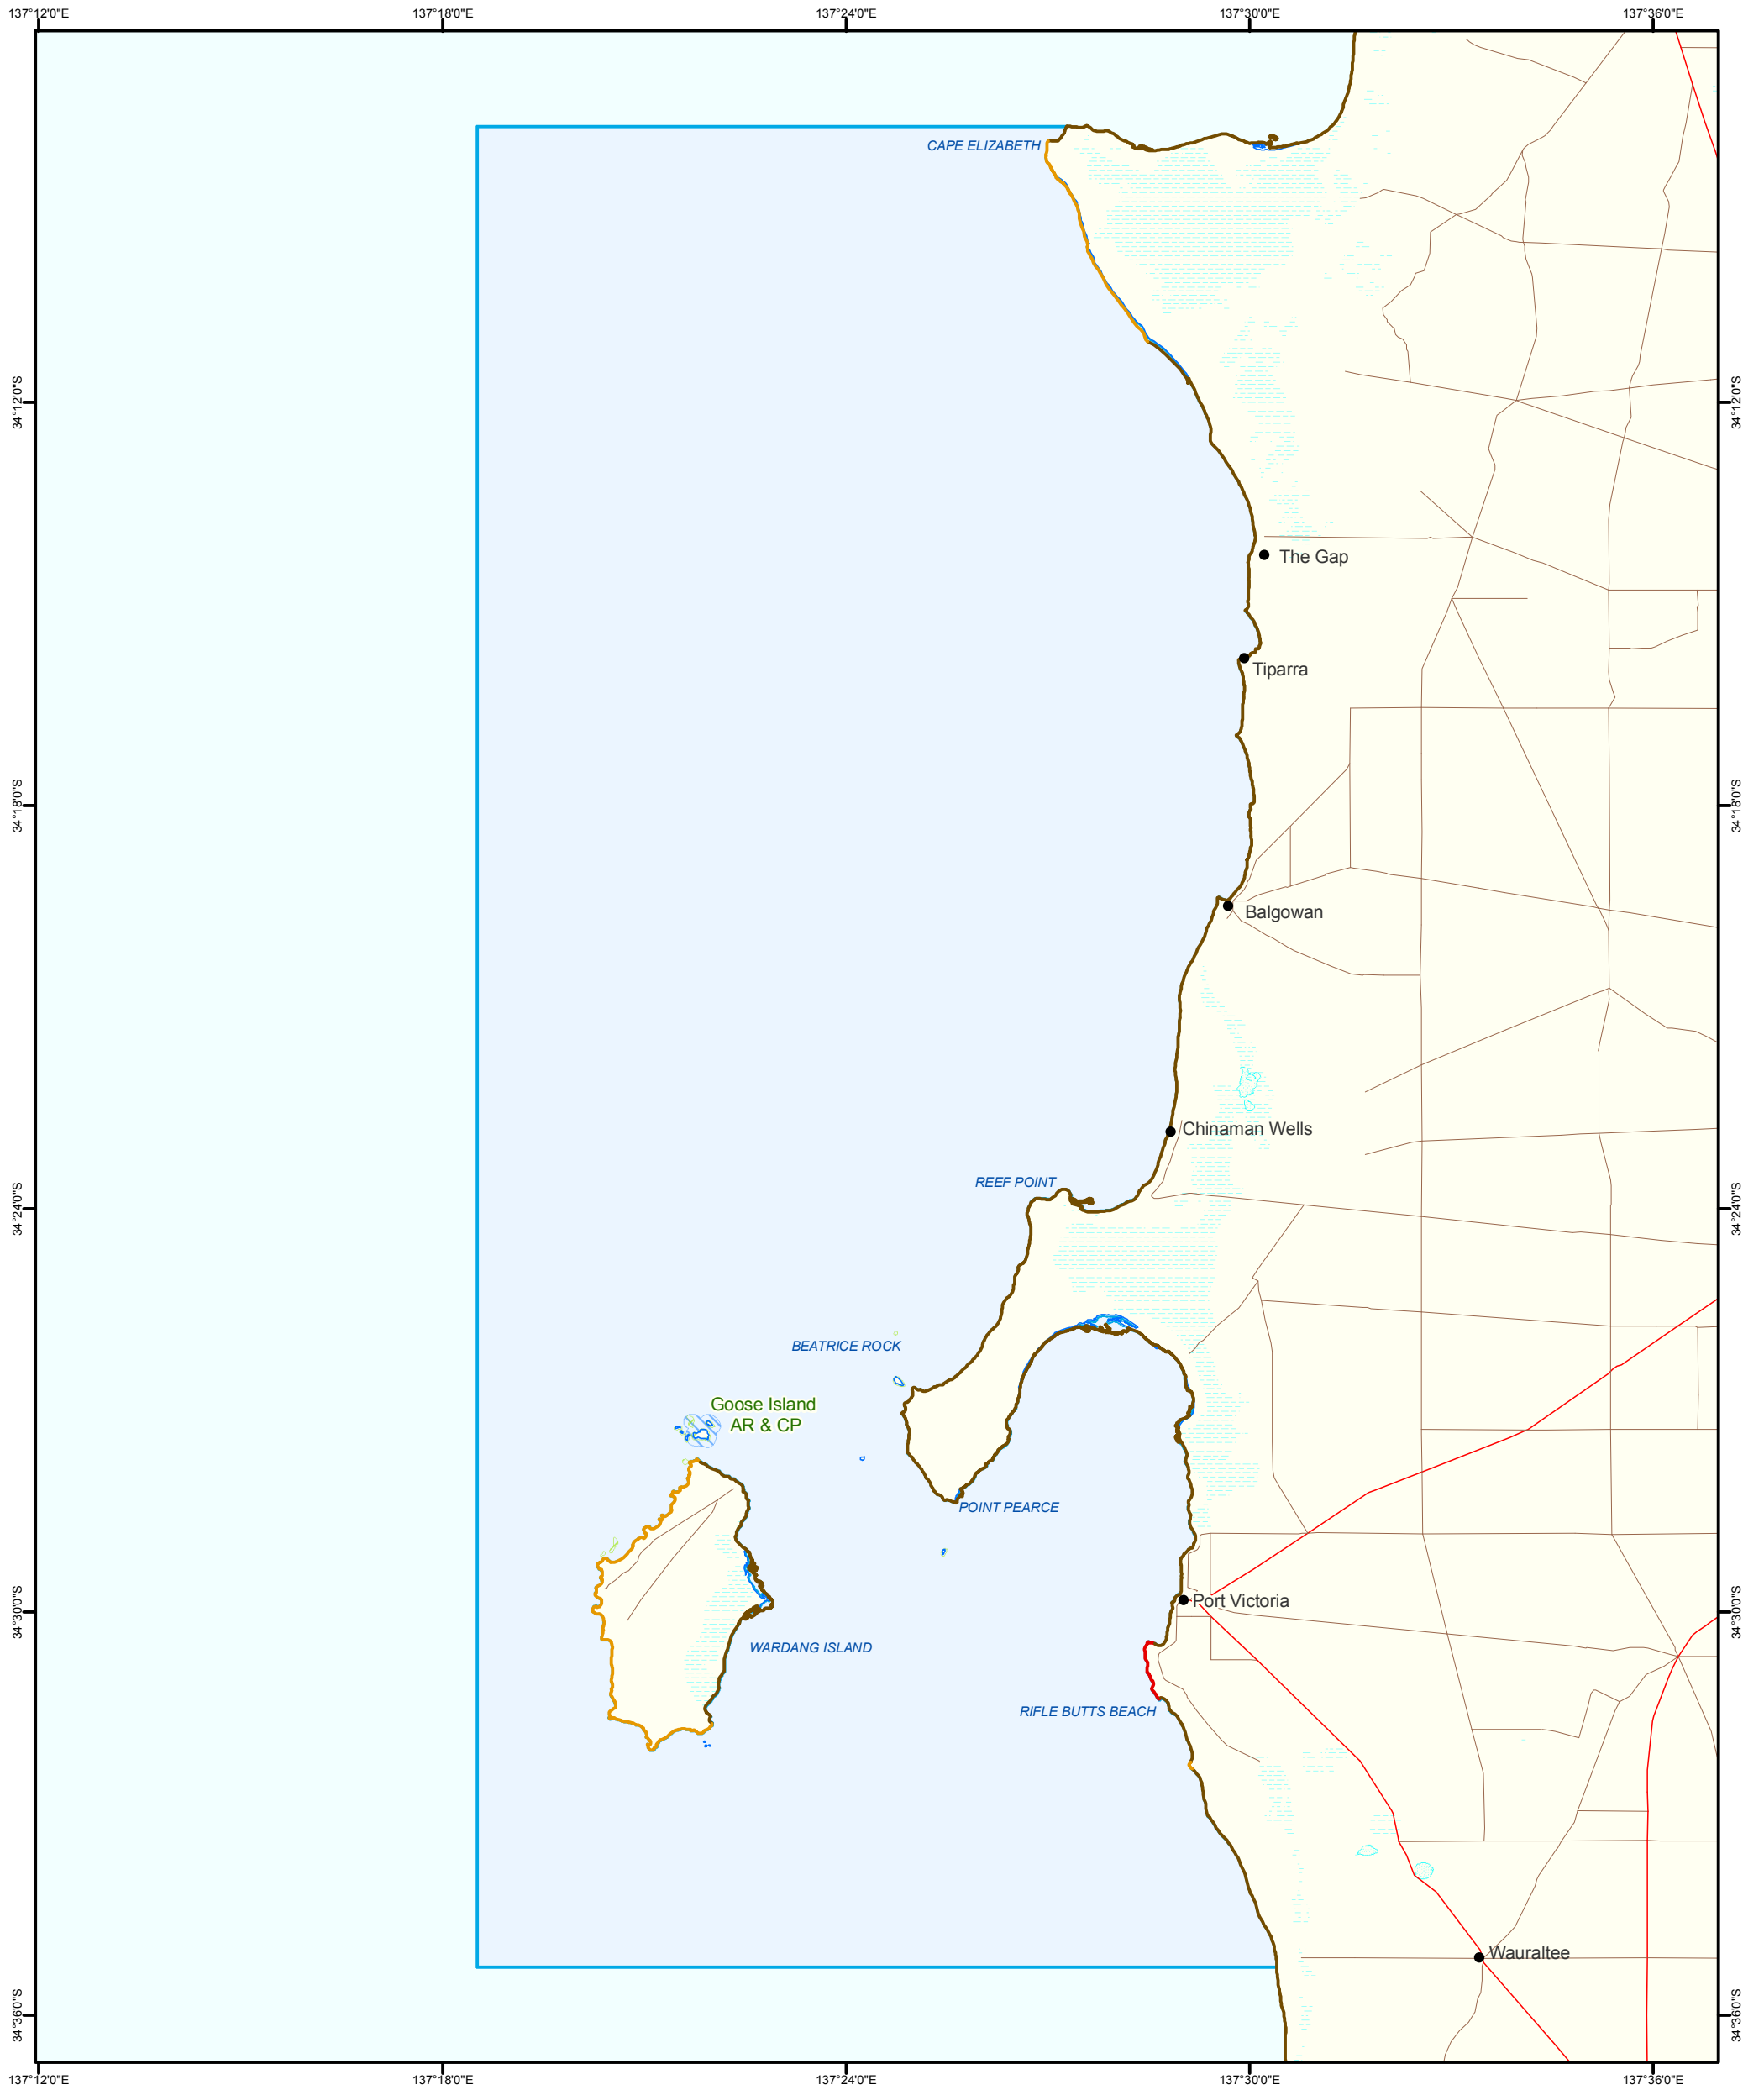 137°12'0"E
137°18'0"E
137°24'0"E
137°30'0"E
137°36'0"E
CAPE ELIZABETH
34°12'0"S
34°12'0"S
The Gap
Tiparra
34°18'0"S
34°18'0"S
Balgowan
Chinaman Wells
REEF POINT
34°24'0"S
34°24'0"S
BEATRICE ROCK
Goose Island
AR & CP
POINT PEARCE
34°30'0"S
Port Victoria
34°30'0"S
WARDANG ISLAND
RIFLE BUTTS BEACH
Wauraltee
34°36'0"S
34°36'0"S
137°12'0"E
137°18'0"E
137°24'0"E
137°30'0"E
137°36'0"E